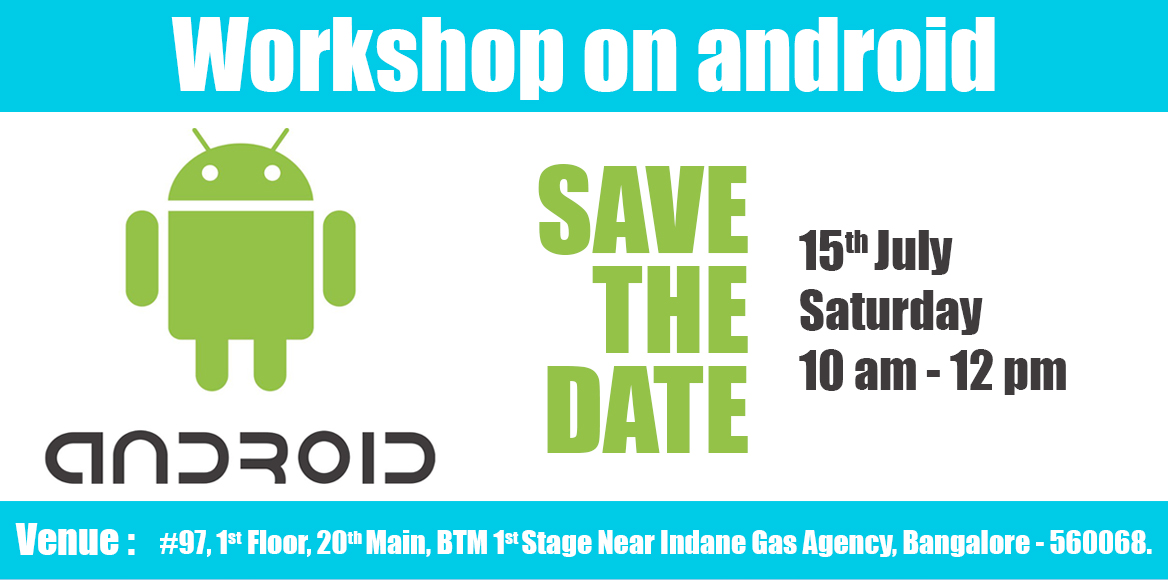 Workshop on android
ANDROID
SAVE
THE
DATE
15th July
Saturday
10 am - 12 pm
Venue : #97, 1st Floor, 20th Main, BTM 1st Stage Near Indane Gas Agency, Bangalore - 560068.